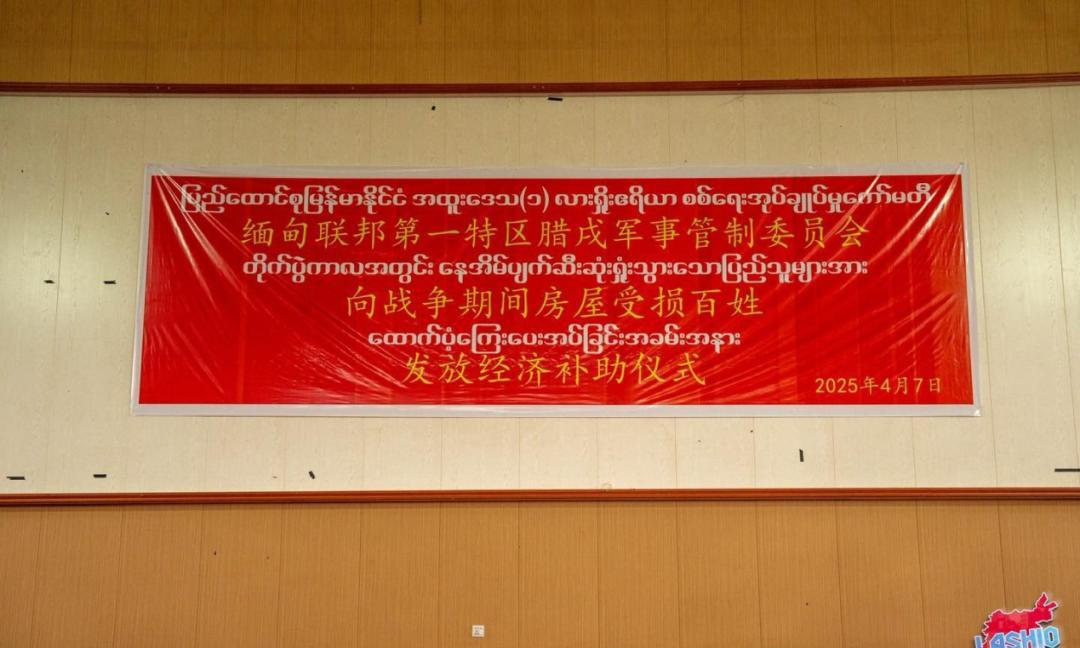 ပြည်ထောင်စုမြန်မာနိုင်ငံ အထူးဒေသ(၁) လားရှိုးဧရိယာ စစ်ရေးအုပ်ချုပ်မှုကော်မတီ
缅甸联邦第一特区腊戌军事管制委员会
တိုက်ပွဲကာလအတွင်း နေအိမ်ပျက်ဆီးဆုံးရှုံးသွားသောပြည်သူများအား
向战争期间房屋受损百姓
ထောက်ပံ့ကြေးပေးအပ်ခြင်းအခမ်းအနား
发放经济补助仪式
2025年4月7日
LASHIO